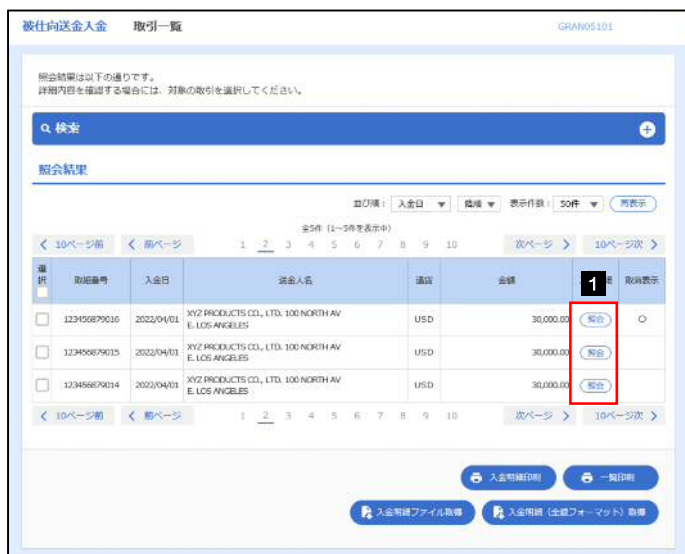 被仕向送金入金 取引一覧 GRAN05101
照会結果は以下の通りです。
詳細内容を確認する場合には、対象の取引を選択してください。
検索
照会結果
並び順： 入金日 降順 表示件数： 50件 再表示
全5件（1～5件を表示中）
10ページ前 前ページ 1 2 3 4 5 6 7 8 9 10 次ページ 10ページ次
選択 取組番号 入金日 送金人名 通貨 金額 1 取消表示
123456879016 2022/04/01 XYZ PRODUCTS CO., LTD. 100 NORTH AV USD 30,000.00 照会 ○
E. LOS ANGELES
123456879015 2022/04/01 XYZ PRODUCTS CO., LTD. 100 NORTH AV USD 30,000.00 照会
E. LOS ANGELES
123456879014 2022/04/01 XYZ PRODUCTS CO., LTD. 100 NORTH AV USD 30,000.00 照会
E. LOS ANGELES
10ページ前 前ページ 1 2 3 4 5 6 7 8 9 10 次ページ 10ページ次
入金明細印刷 一覧印刷
入金明細ファイル取得 入金明細（全銀フォーマット）取得